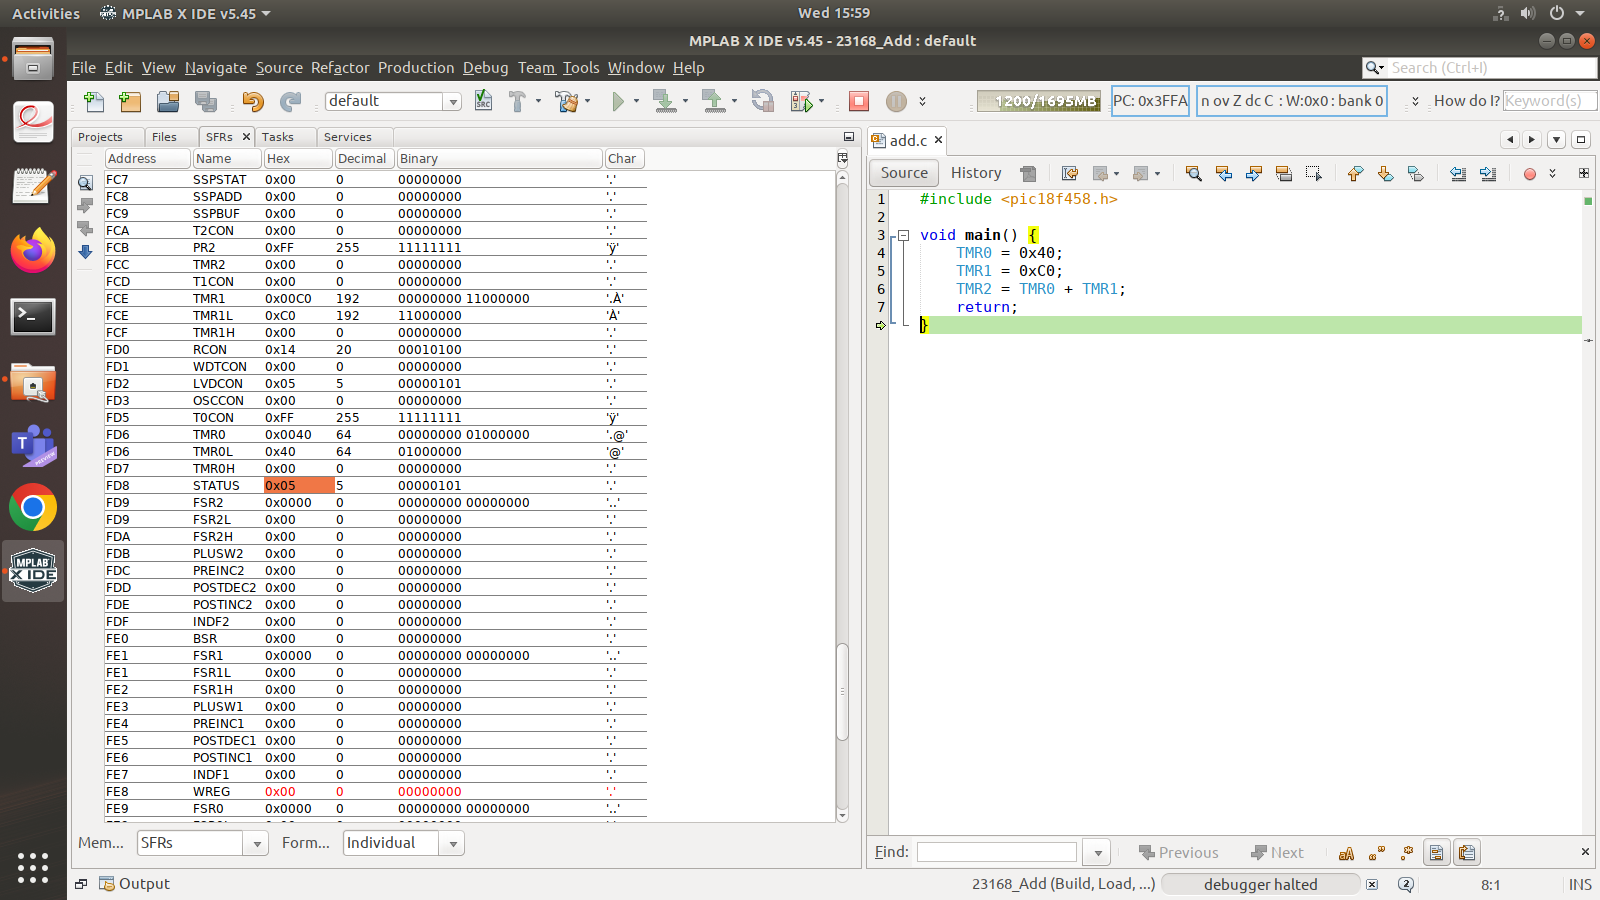 Activities MPLAB X IDE v5.45 Wed 15:59
MPLAB X IDE v5.45 - 23168_Add : default
File Edit View Navigate Source Refactor Production Debug Team Tools Window Help Search (Ctrl+I)
default 1200/1695MB PC: 0x3FFA n ov Z dc C : W:0x0 : bank 0 How do I? Keyword(s)
Projects Files SFRs Tasks Services
Address Name Hex Decimal Binary Char
FC7 SSPSTAT 0x00 0 00000000 '.'
FC8 SSPADD 0x00 0 00000000 '.'
FC9 SSPBUF 0x00 0 00000000 '.'
FCA T2CON 0x00 0 00000000 '.'
FCB PR2 0xFF 255 11111111 'ÿ'
FCC TMR2 0x00 0 00000000 '.'
FCD T1CON 0x00 0 00000000 '.'
FCE TMR1 0x00C0 192 00000000 11000000 '.À'
FCE TMR1L 0xC0 192 11000000 'À'
FCF TMR1H 0x00 0 00000000 '.'
FD0 RCON 0x14 20 00010100 '.'
FD1 WDTCON 0x00 0 00000000 '.'
FD2 LVDCON 0x05 5 00000101 '.'
FD3 OSCCON 0x00 0 00000000 '.'
FD5 T0CON 0xFF 255 11111111 'ÿ'
FD6 TMR0 0x0040 64 00000000 01000000 '.@'
FD6 TMR0L 0x40 64 01000000 '@'
FD7 TMR0H 0x00 0 00000000 '.'
FD8 STATUS 0x05 5 00000101 '.'
FD9 FSR2 0x0000 0 00000000 00000000 '..'
FD9 FSR2L 0x00 0 00000000 '.'
FDA FSR2H 0x00 0 00000000 '.'
FDB PLUSW2 0x00 0 00000000 '.'
FDC PREINC2 0x00 0 00000000 '.'
FDD POSTDEC2 0x00 0 00000000 '.'
FDE POSTINC2 0x00 0 00000000 '.'
FDF INDF2 0x00 0 00000000 '.'
FE0 BSR 0x00 0 00000000 '.'
FE1 FSR1 0x0000 0 00000000 00000000 '..'
FE1 FSR1L 0x00 0 00000000 '.'
FE2 FSR1H 0x00 0 00000000 '.'
FE3 PLUSW1 0x00 0 00000000 '.'
FE4 PREINC1 0x00 0 00000000 '.'
FE5 POSTDEC1 0x00 0 00000000 '.'
FE6 POSTINC1 0x00 0 00000000 '.'
FE7 INDF1 0x00 0 00000000 '.'
FE8 WREG 0x00 0 00000000 '.'
FE9 FSR0 0x0000 0 00000000 00000000 '..'
Mem... SFRs Form... Individual
add.c
Source History
1 #include <pic18f458.h>
2
3 void main() {
4 TMR0 = 0x40;
5 TMR1 = 0xC0;
6 TMR2 = TMR0 + TMR1;
7 return;
}
Find: Previous Next
Output 23168_Add (Build, Load, ...) debugger halted 2 8:1 INS
MPLAB X IDE
T PREVIEW